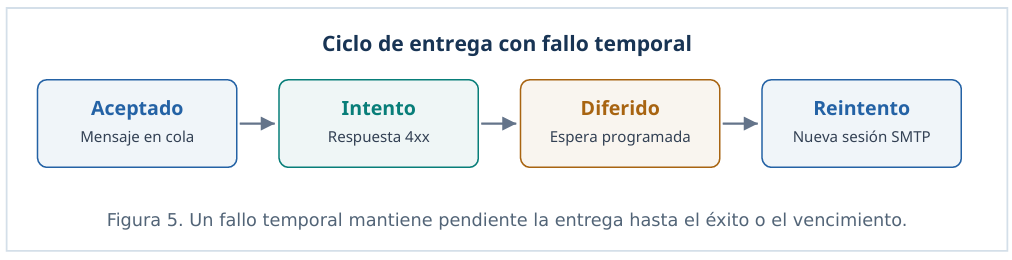 Ciclo de entrega con fallo temporal
Aceptado
Mensaje en cola
Intento
Respuesta 4xx
Diferido
Espera programada
Reintento
Nueva sesión SMTP
Figura 5. Un fallo temporal mantiene pendiente la entrega hasta el éxito o el vencimiento.